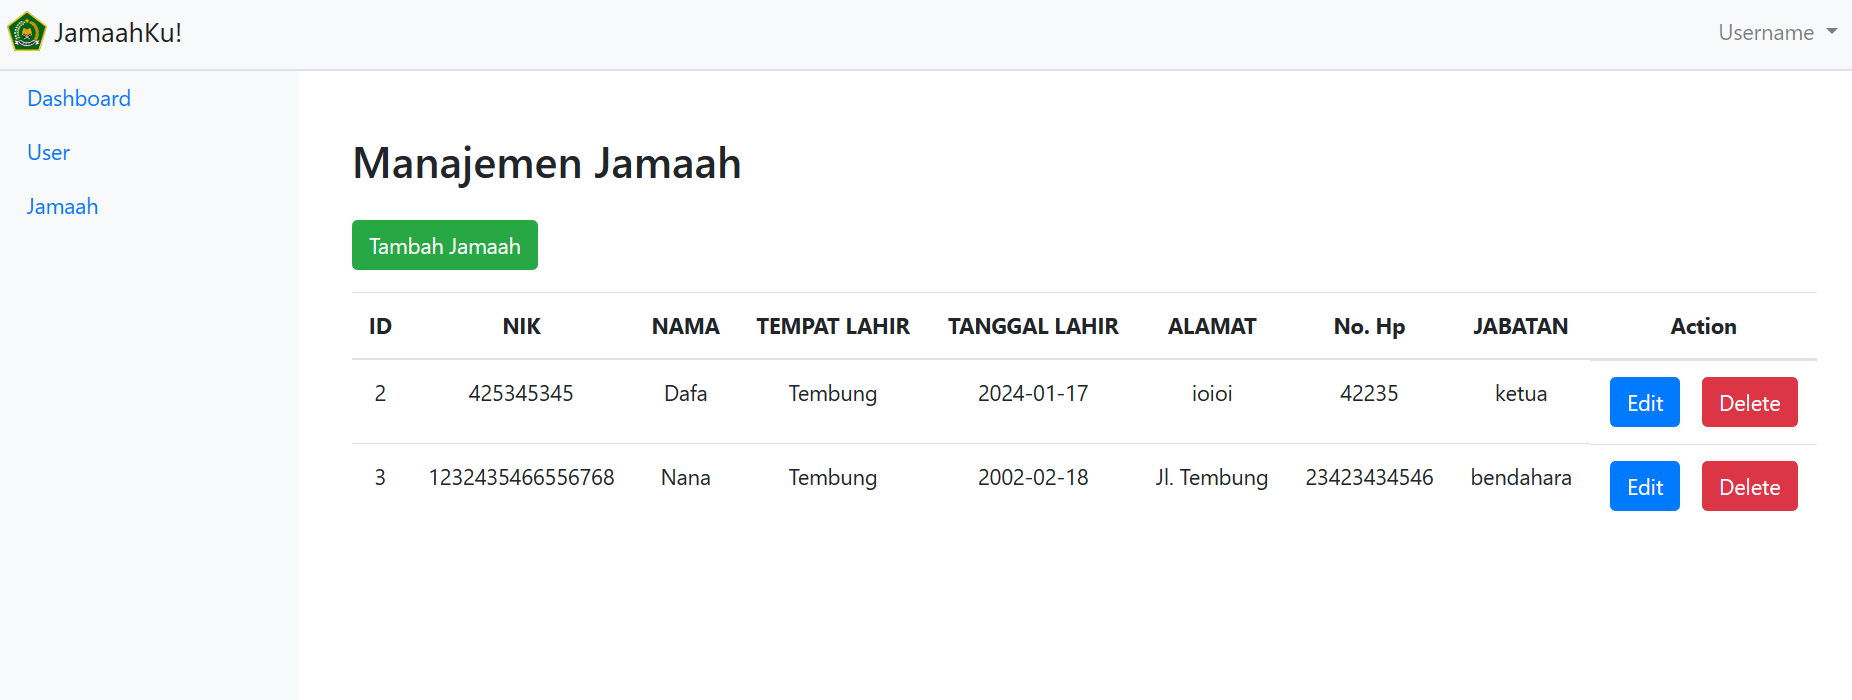 JamaahKu!
Username
Dashboard
User
Jamaah
Manajemen Jamaah
Tambah Jamaah
ID NIK NAMA TEMPAT LAHIR TANGGAL LAHIR ALAMAT No. Hp JABATAN Action
2 425345345 Dafa Tembung 2024-01-17 ioioi 42235 ketua Edit Delete
3 1232435466556768 Nana Tembung 2002-02-18 Jl. Tembung 23423434546 bendahara Edit Delete